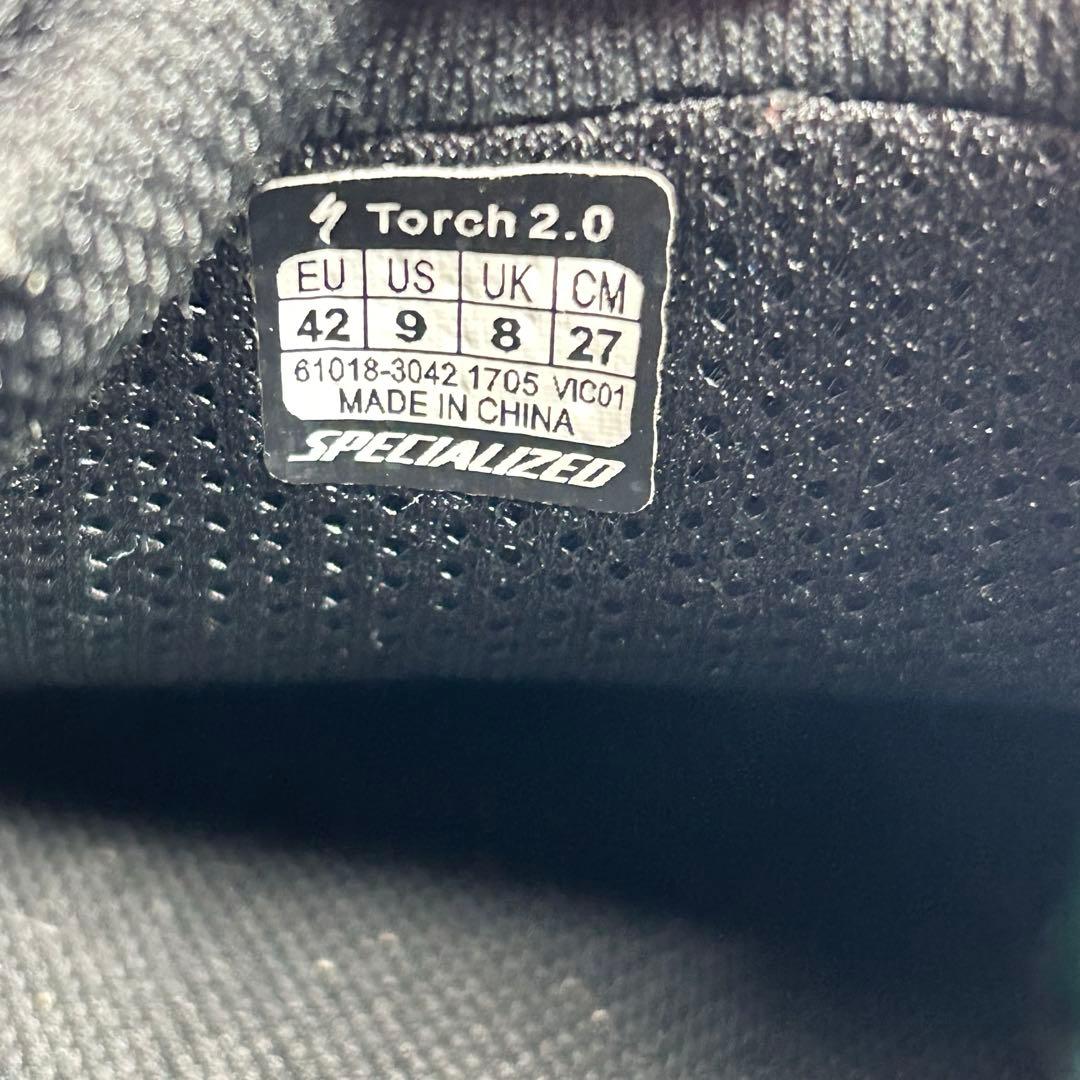 Torch 2.0
EU US UK CM
42 9 8 27
61018-3042 1705 VIC01
MADE IN CHINA
SPECIALIZED